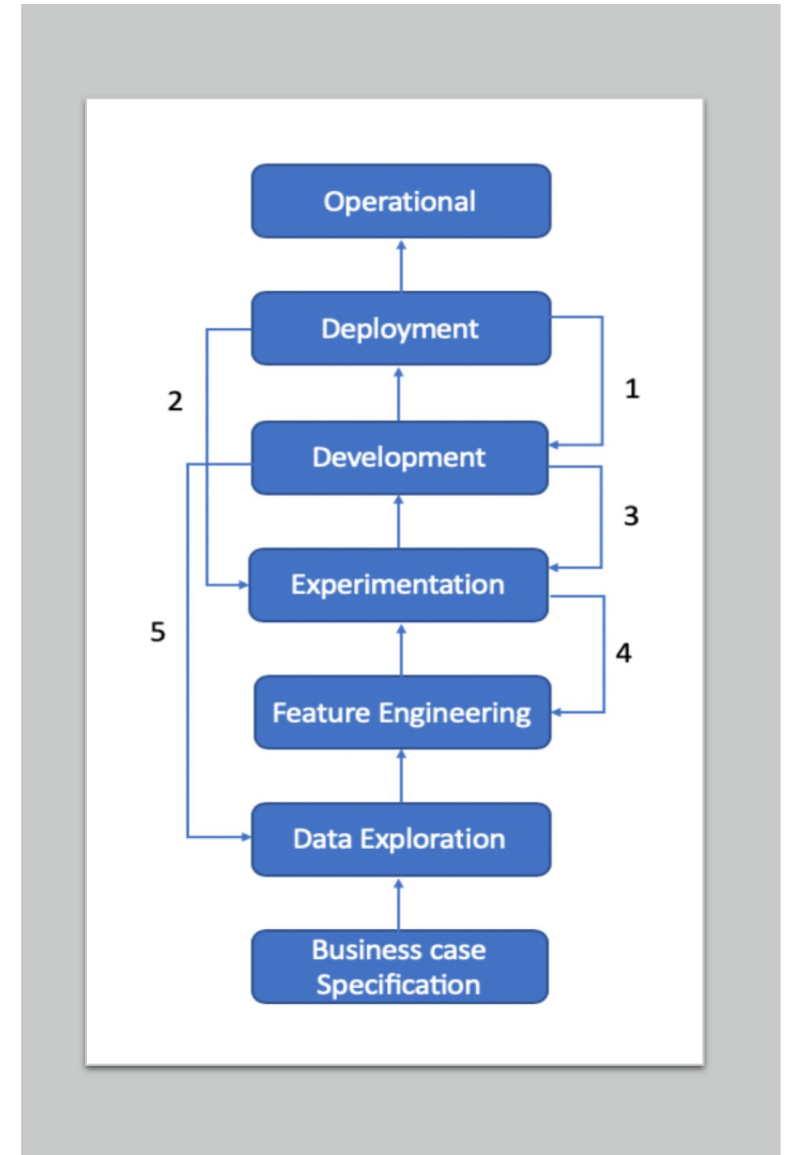 Operational
Deployment
1
2
Development
3
Experimentation
5
4
Feature Engineering
Data Exploration
Business case
Specification